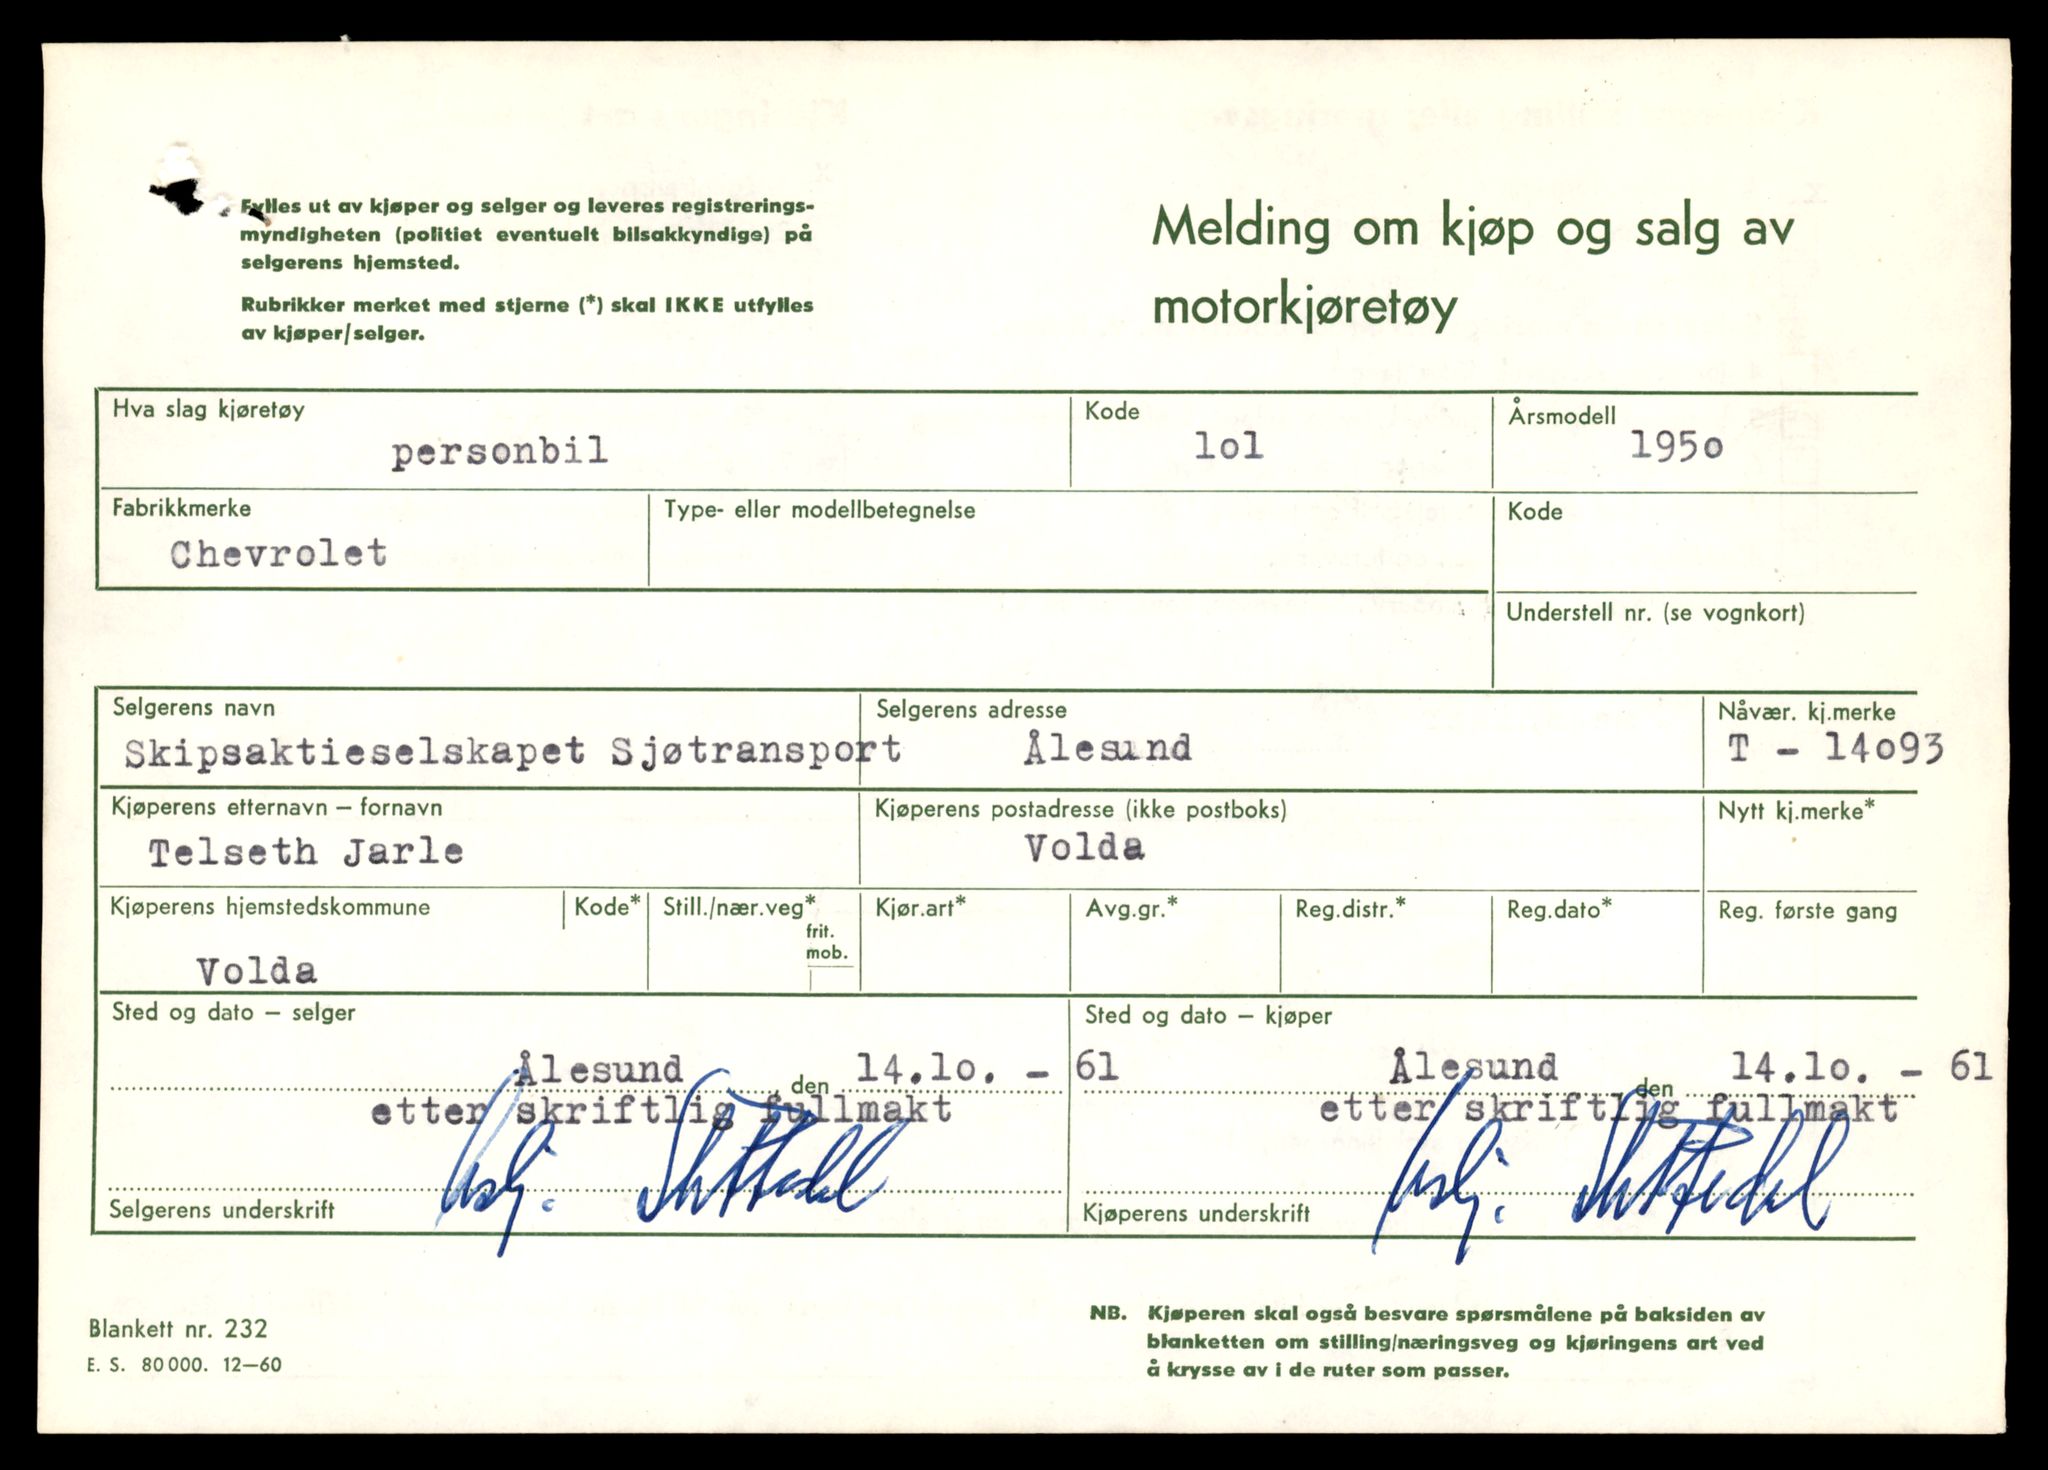 Fylles ut av kjøper og selger og leveres registrerings-
myndigheten (politiet eventuelt bilsakkyndige) på
selgerens hjemsted.
Rubrikker merket med stjerne (*) skal IKKE utfylles
av kjøper/selger.
Melding om kjøp og salg av
motorkjøretøy
Hva slag kjøretøy
personbil
Kode
lol
Årsmodell
195o
Fabrikkmerke
Chevrolet
Type- eller modellbetegnelse
Kode
Understell nr. (se vognkort)
Selgerens navn
Skipsaktieselskapet Sjøtransport
Selgerens adresse
Ålesund
Nåvær. kj.merke
T - 14o93
Kjøperens etternavn – fornavn
Telseth Jarle
Kjøperens postadresse (ikke postboks)
Volda
Nytt kj.merke*
Kjøperens hjemstedskommune
Volda
Kode*
Still./nær.veg*
frit.
mob.
Kjør.art*
Avg.gr.*
Reg.distr.*
Reg.dato*
Reg. første gang
Sted og dato – selger
Ålesund den 14.lo. - 61
etter skriftlig fullmakt
Selgerens underskrift
Sted og dato – kjøper
Ålesund den 14.lo. - 61
etter skriftlig fullmakt
Kjøperens underskrift
Blankett nr. 232
E. S. 80000. 12–60
NB. Kjøperen skal også besvare spørsmålene på baksiden av
blanketten om stilling/næringsveg og kjøringens art ved
å krysse av i de ruter som passer.